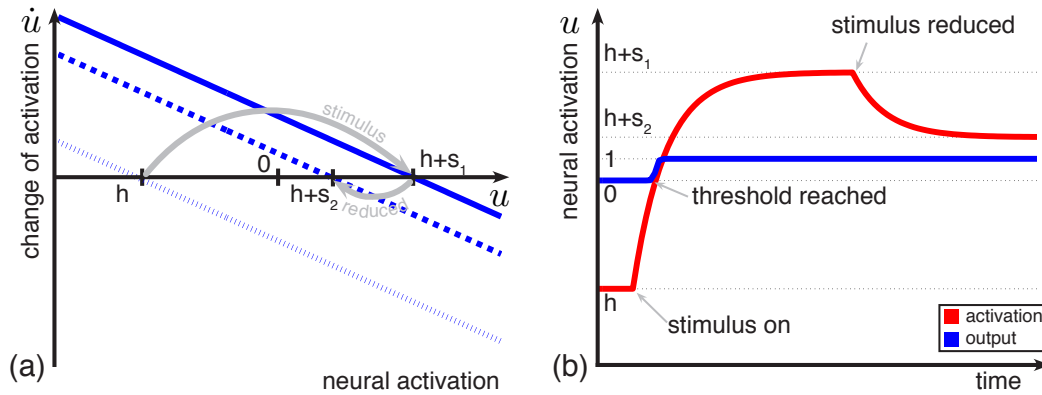 u̇
change of activation
stimulus
0
h+s₁
h
h+s₂
reduced
u
(a)
neural activation
u
neural activation
stimulus reduced
h+s₁
h+s₂
1
0
threshold reached
h
stimulus on
activation
output
(b)
time